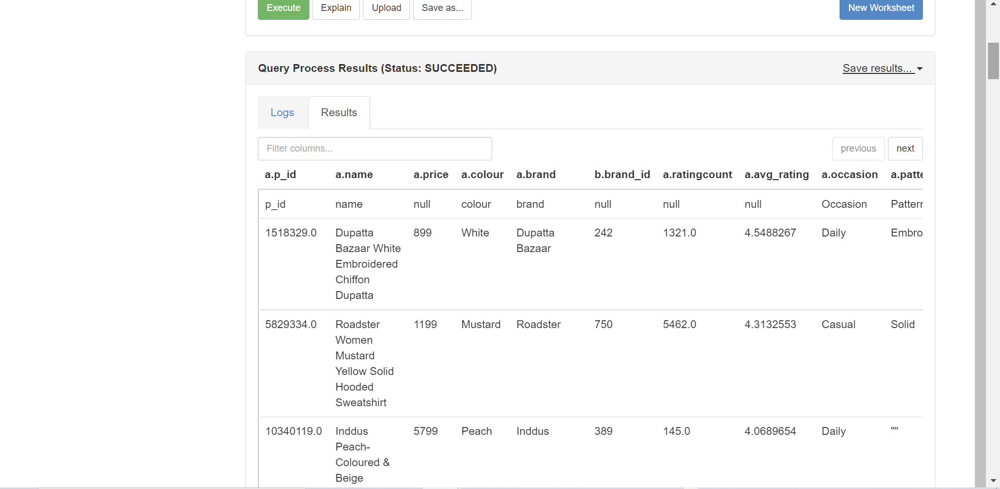 Execute Explain Upload Save as... New Worksheet
Query Process Results (Status: SUCCEEDED) Save results...
Logs Results
Filter columns... previous next
a.p_id a.name a.price a.colour a.brand b.brand_id a.ratingcount a.avg_rating a.occasion a.patte
p_id name null colour brand null null null Occasion Pattern
1518329.0 Dupatta 899 White Dupatta 242 1321.0 4.5488267 Daily Embro
Bazaar White Bazaar
Embroidered
Chiffon
Dupatta
5829334.0 Roadster 1199 Mustard Roadster 750 5462.0 4.3132553 Casual Solid
Women
Mustard
Yellow Solid
Hooded
Sweatshirt
10340119.0 Inddus 5799 Peach Inddus 389 145.0 4.0689654 Daily ""
Peach-
Coloured &
Beige